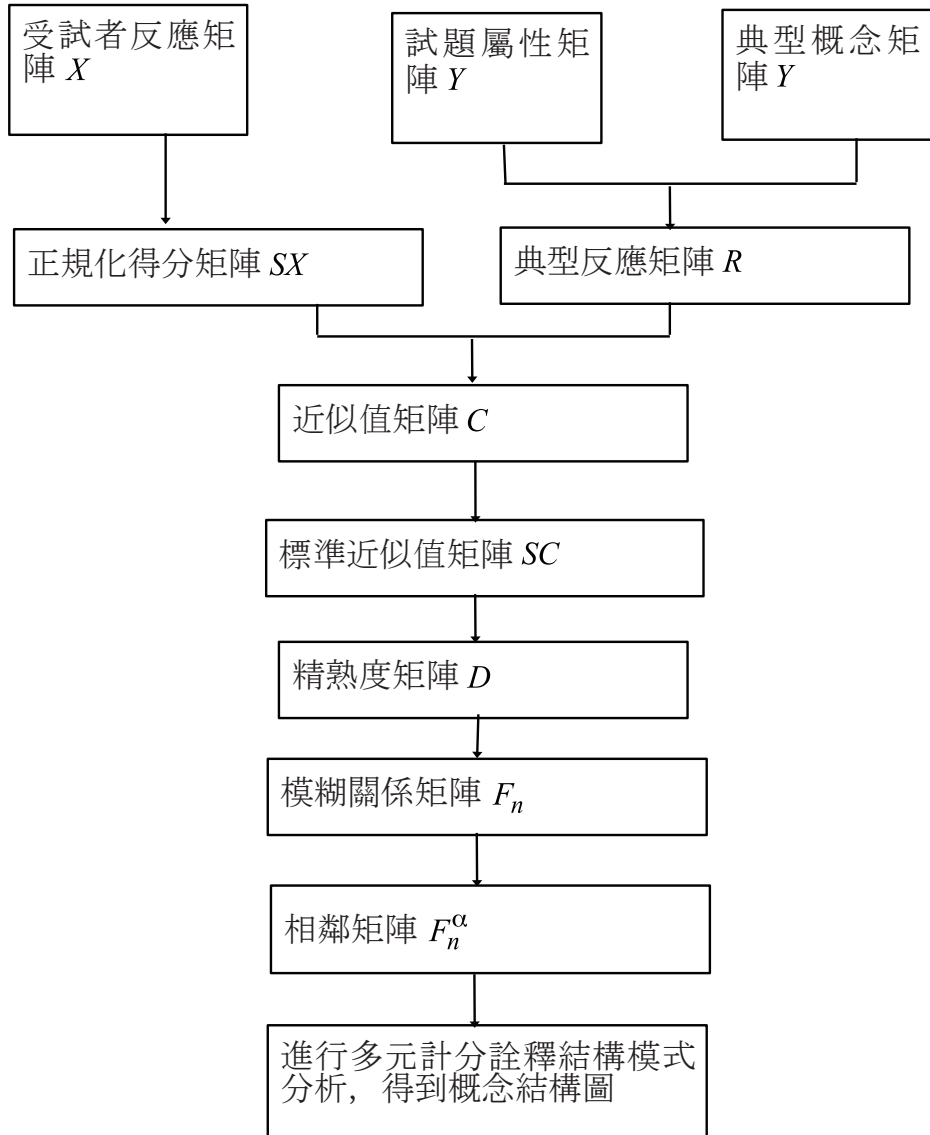 受試者反應矩
陣 X
試題屬性矩
陣 Y
典型概念矩
陣 Y
正規化得分矩陣 SX
典型反應矩陣 R
近似值矩陣 C
標準近似值矩陣 SC
精熟度矩陣 D
模糊關係矩陣 Fₙ
相鄰矩陣 Fₙ^α
進行多元計分詮釋結構模式
分析，得到概念結構圖